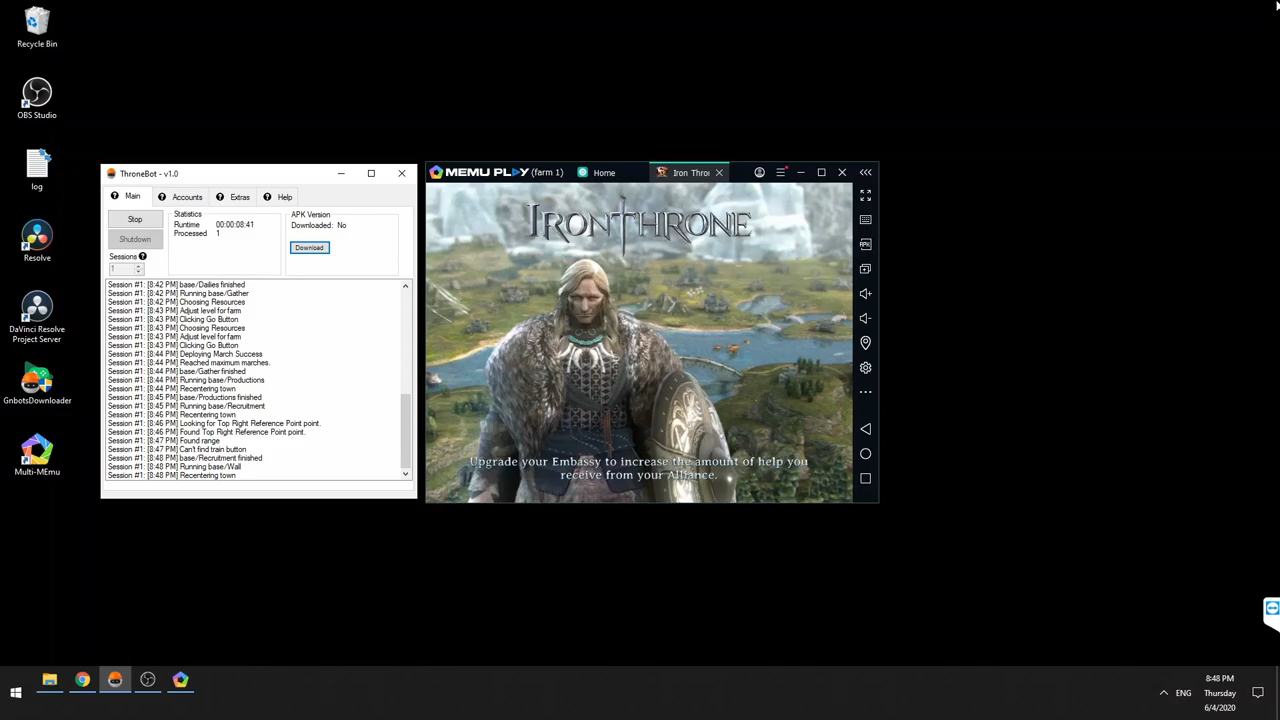 Recycle Bin
OBS Studio
log
Resolve
DaVinci Resolve
Project Server
GnbotsDownloader
Multi-MEmu
ThroneBot - v1.0
Main
Accounts
Extras
Help
Stop
Shutdown
Sessions
1
Statistics
Runtime 00:00:08:41
Processed 1
APK Version
Downloaded: No
Download
Session #1: [8:42 PM] base/Dailies finished
Session #1: [8:42 PM] Running base/Gather
Session #1: [8:42 PM] Choosing Resources
Session #1: [8:43 PM] Adjust level for farm
Session #1: [8:43 PM] Clicking Go Button
Session #1: [8:43 PM] Choosing Resources
Session #1: [8:43 PM] Adjust level for farm
Session #1: [8:43 PM] Clicking Go Button
Session #1: [8:44 PM] Deploying March Success
Session #1: [8:44 PM] Reached maximum marches.
Session #1: [8:44 PM] base/Gather finished
Session #1: [8:44 PM] Running base/Productions
Session #1: [8:44 PM] Recentering town
Session #1: [8:45 PM] base/Productions finished
Session #1: [8:45 PM] Running base/Recruitment
Session #1: [8:46 PM] Recentering town
Session #1: [8:46 PM] Looking for Top Right Reference Point point.
Session #1: [8:46 PM] Found Top Right Reference Point point.
Session #1: [8:47 PM] Found range
Session #1: [8:47 PM] Can't find train button
Session #1: [8:48 PM] base/Recruitment finished
Session #1: [8:48 PM] Running base/Wall
Session #1: [8:48 PM] Recentering town
MEMU PLAY (farm 1)
Home
Iron Thro
APK
IRON THRONE
Upgrade your Embassy to increase the amount of help you
receive from your Alliance.
ENG
8:48 PM
Thursday
6/4/2020